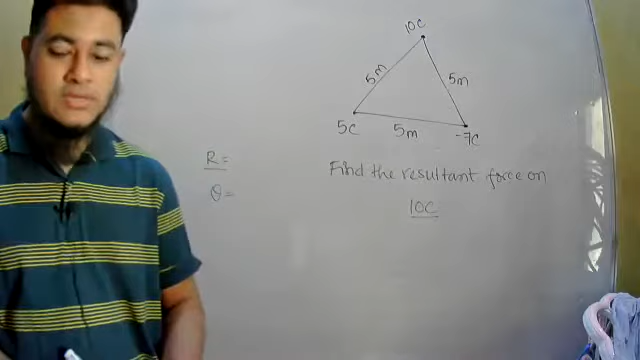 10C
5m
5m
5C
5m
-7C
R =
θ =
Find the resultant force on
10C